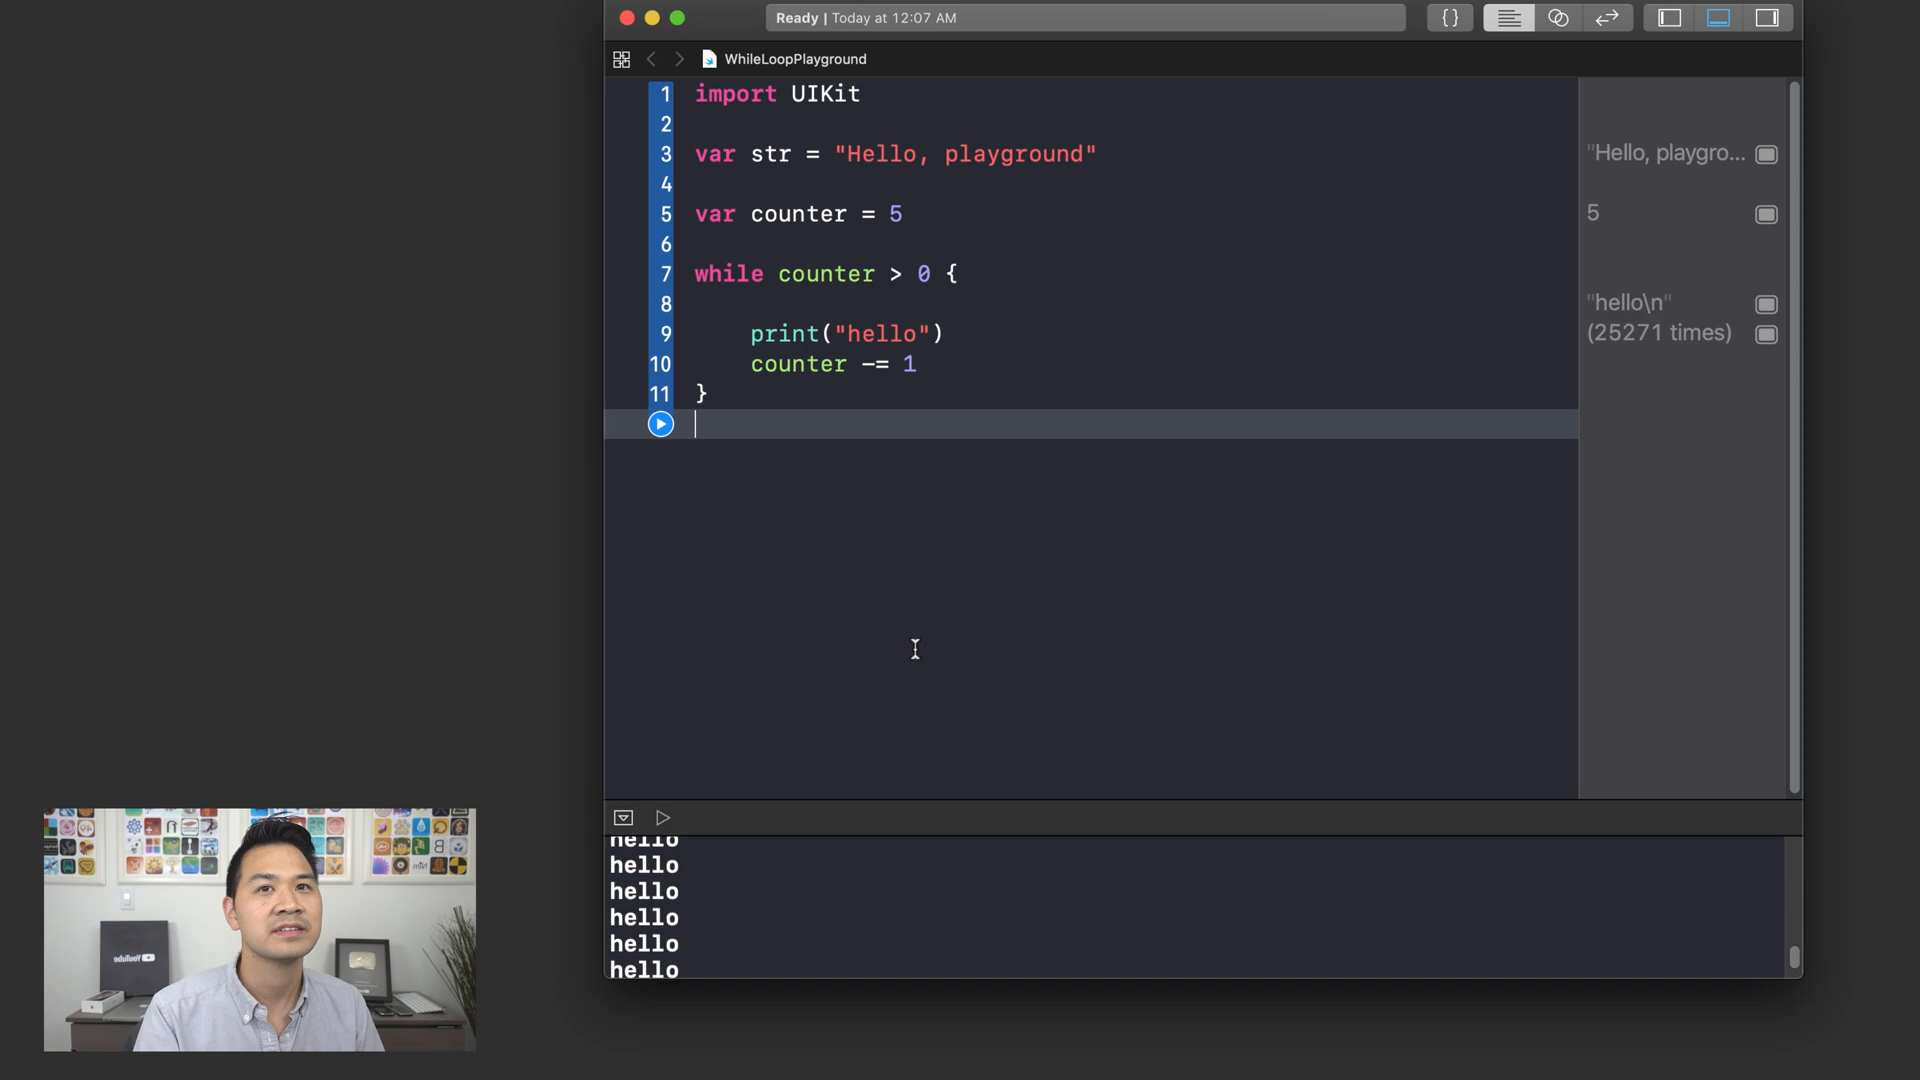 Ready | Today at 12:07 AM
{}
WhileLoopPlayground
1 import UIKit
2
3 var str = "Hello, playground"
"Hello, playgro...
4
5 var counter = 5
5
6
7 while counter > 0 {
8
"hello\n"
9 print("hello")
(25271 times)
10 counter -= 1
11 }
hello
hello
hello
hello
hello
hello
YouTube